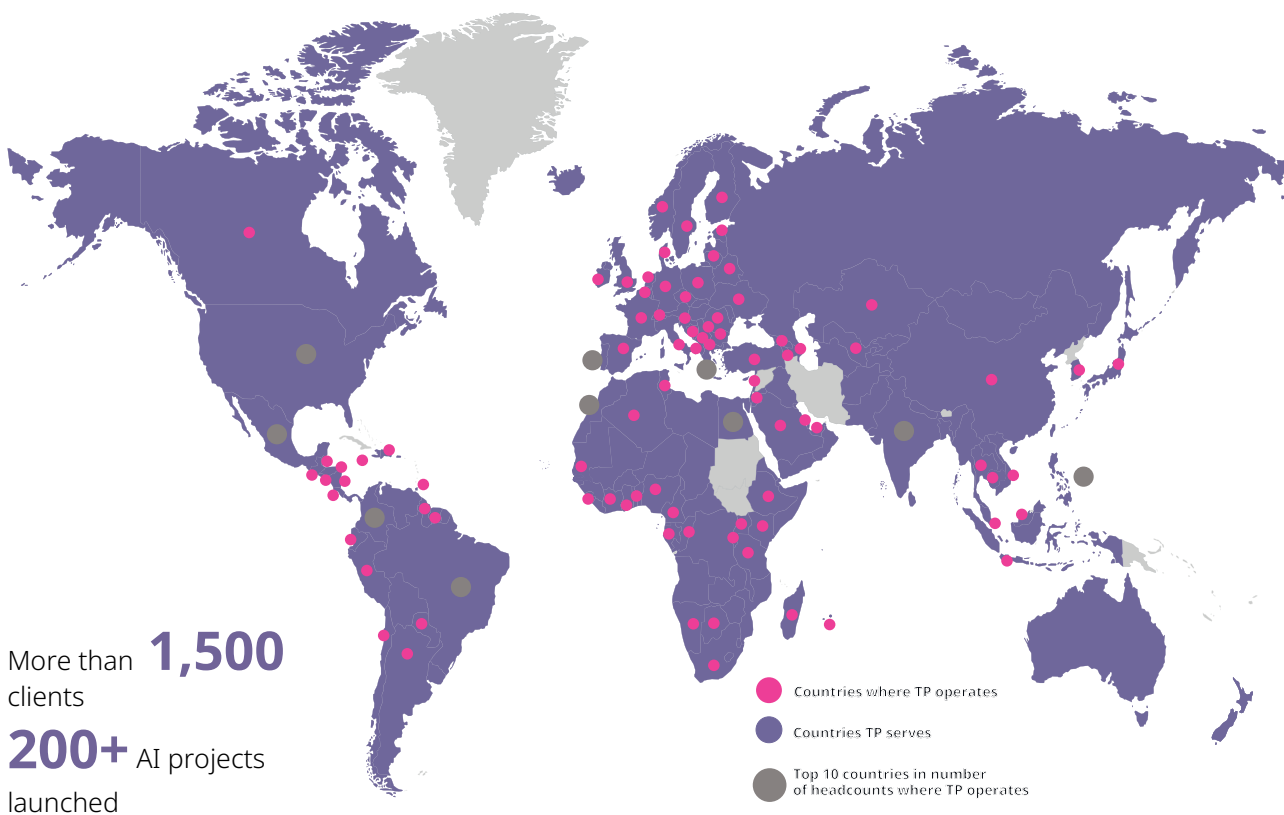 More than 1,500
clients
200+ AI projects
launched
Countries where TP operates
Countries TP serves
Top 10 countries in number
of headcounts where TP operates